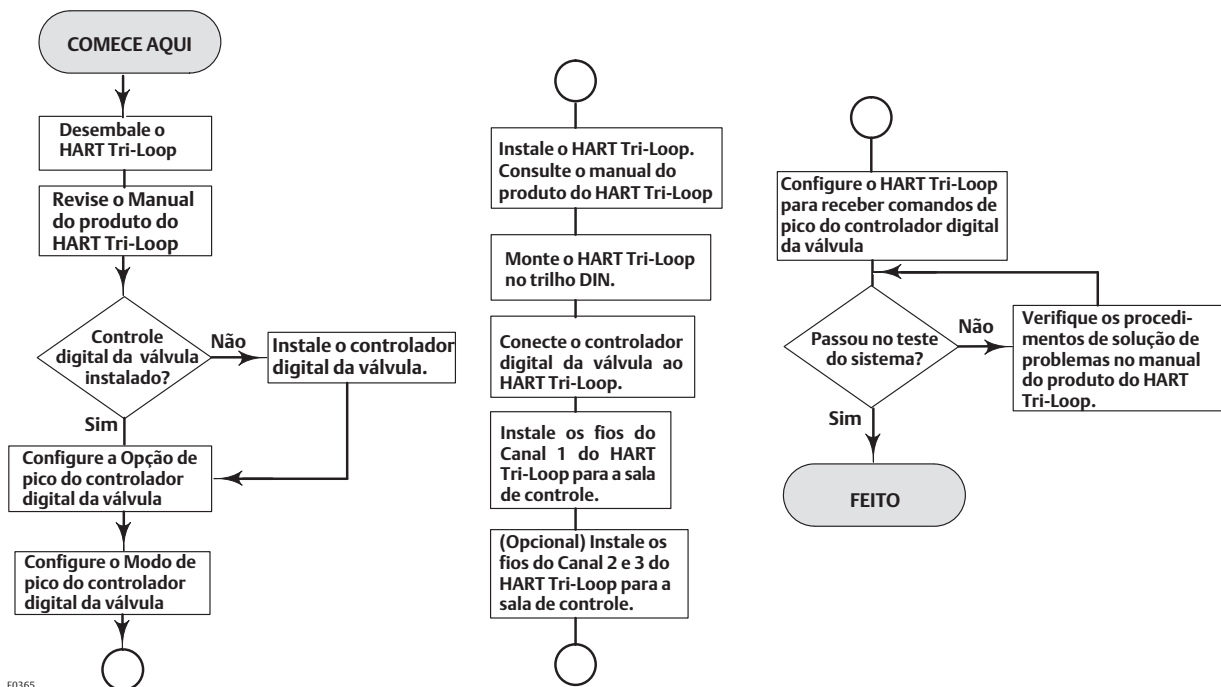 COMECE AQUI
Desembale o
HART Tri-Loop
Revise o Manual
do produto do
HART Tri-Loop
Controle
digital da válvula
instalado?
Não
Instale o controlador
digital da válvula.
Sim
Configure a Opção de
pico do controlador
digital da válvula
Configure o Modo de
pico do controlador
digital da válvula
E0365
Instale o HART Tri-Loop.
Consulte o manual do
produto do HART Tri-Loop
Monte o HART Tri-Loop
no trilho DIN.
Conecte o controlador
digital da válvula ao
HART Tri-Loop.
Instale os fios do
Canal 1 do HART
Tri-Loop para a sala
de controle.
(Opcional) Instale os
fios do Canal 2 e 3 do
HART Tri-Loop para a
sala de controle.
Configure o HART Tri-Loop
para receber comandos de
pico do controlador digital
da válvula
Passou no teste
do sistema?
Não
Verifique os procedi-
mentos de solução de
problemas no manual
do produto do HART
Tri-Loop.
Sim
FEITO